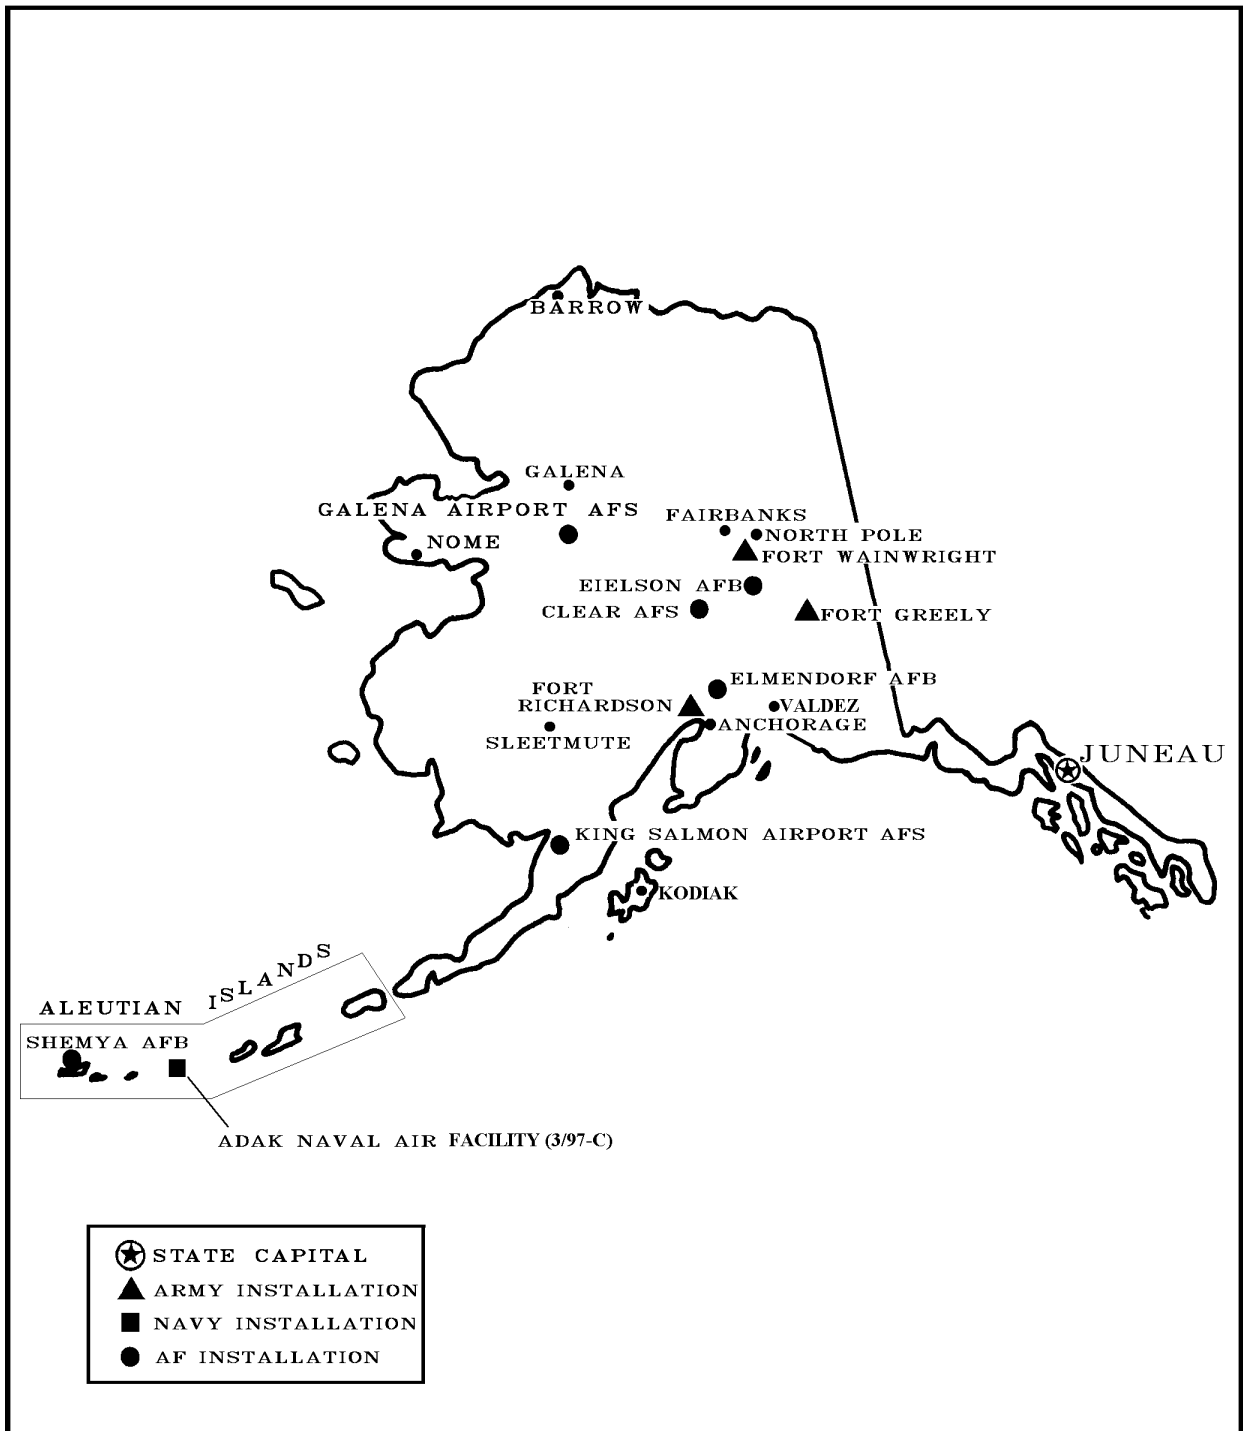 BARROW
GALENA
GALENA AIRPORT AFS
FAIRBANKS
NORTH POLE
NOME
FORT WAINWRIGHT
EIELSON AFB
CLEAR AFS
FORT GREELY
ELMENDORF AFB
FORT
RICHARDSON
VALDEZ
ANCHORAGE
SLEETMUTE
JUNEAU
KING SALMON AIRPORT AFS
KODIAK
ALEUTIAN ISLANDS
SHEMYA AFB
ADAK NAVAL AIR FACILITY (3/97-C)
STATE CAPITAL
ARMY INSTALLATION
NAVY INSTALLATION
AF INSTALLATION